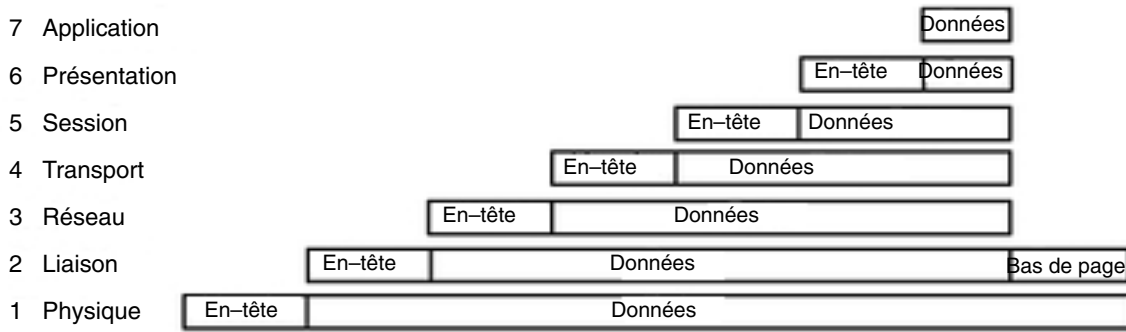 7 Application Données
6 Présentation En–tête Données
5 Session En–tête Données
4 Transport En–tête Données
3 Réseau En–tête Données
2 Liaison En–tête Données Bas de page
1 Physique En–tête Données